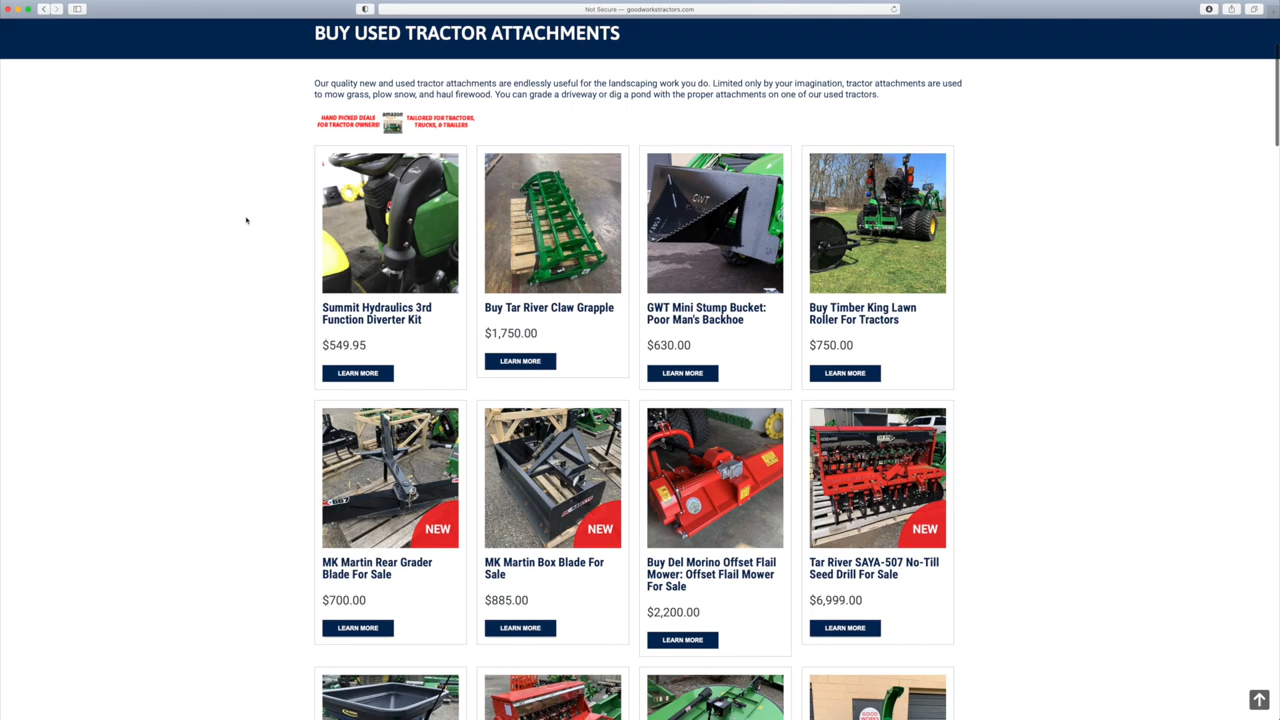 Not Secure — goodworkstractors.com
BUY USED TRACTOR ATTACHMENTS
Our quality new and used tractor attachments are endlessly useful for the landscaping work you do. Limited only by your imagination, tractor attachments are used
to mow grass, plow snow, and haul firewood. You can grade a driveway or dig a pond with the proper attachments on one of our used tractors.
HAND PICKED DEALS
FOR TRACTOR OWNERS!
amazon
TAILORED FOR TRACTORS,
TRUCKS, & TRAILERS
GWT
Summit Hydraulics 3rd
Function Diverter Kit
$549.95
LEARN MORE
Buy Tar River Claw Grapple
$1,750.00
LEARN MORE
GWT Mini Stump Bucket:
Poor Man's Backhoe
$630.00
LEARN MORE
Buy Timber King Lawn
Roller For Tractors
$750.00
LEARN MORE
NEW
MK Martin Rear Grader
Blade For Sale
$700.00
LEARN MORE
NEW
MK Martin Box Blade For
Sale
$885.00
LEARN MORE
Buy Del Morino Offset Flail
Mower: Offset Flail Mower
For Sale
$2,200.00
LEARN MORE
NEW
Tar River SAYA-507 No-Till
Seed Drill For Sale
$6,999.00
LEARN MORE
GOOD
WORKS